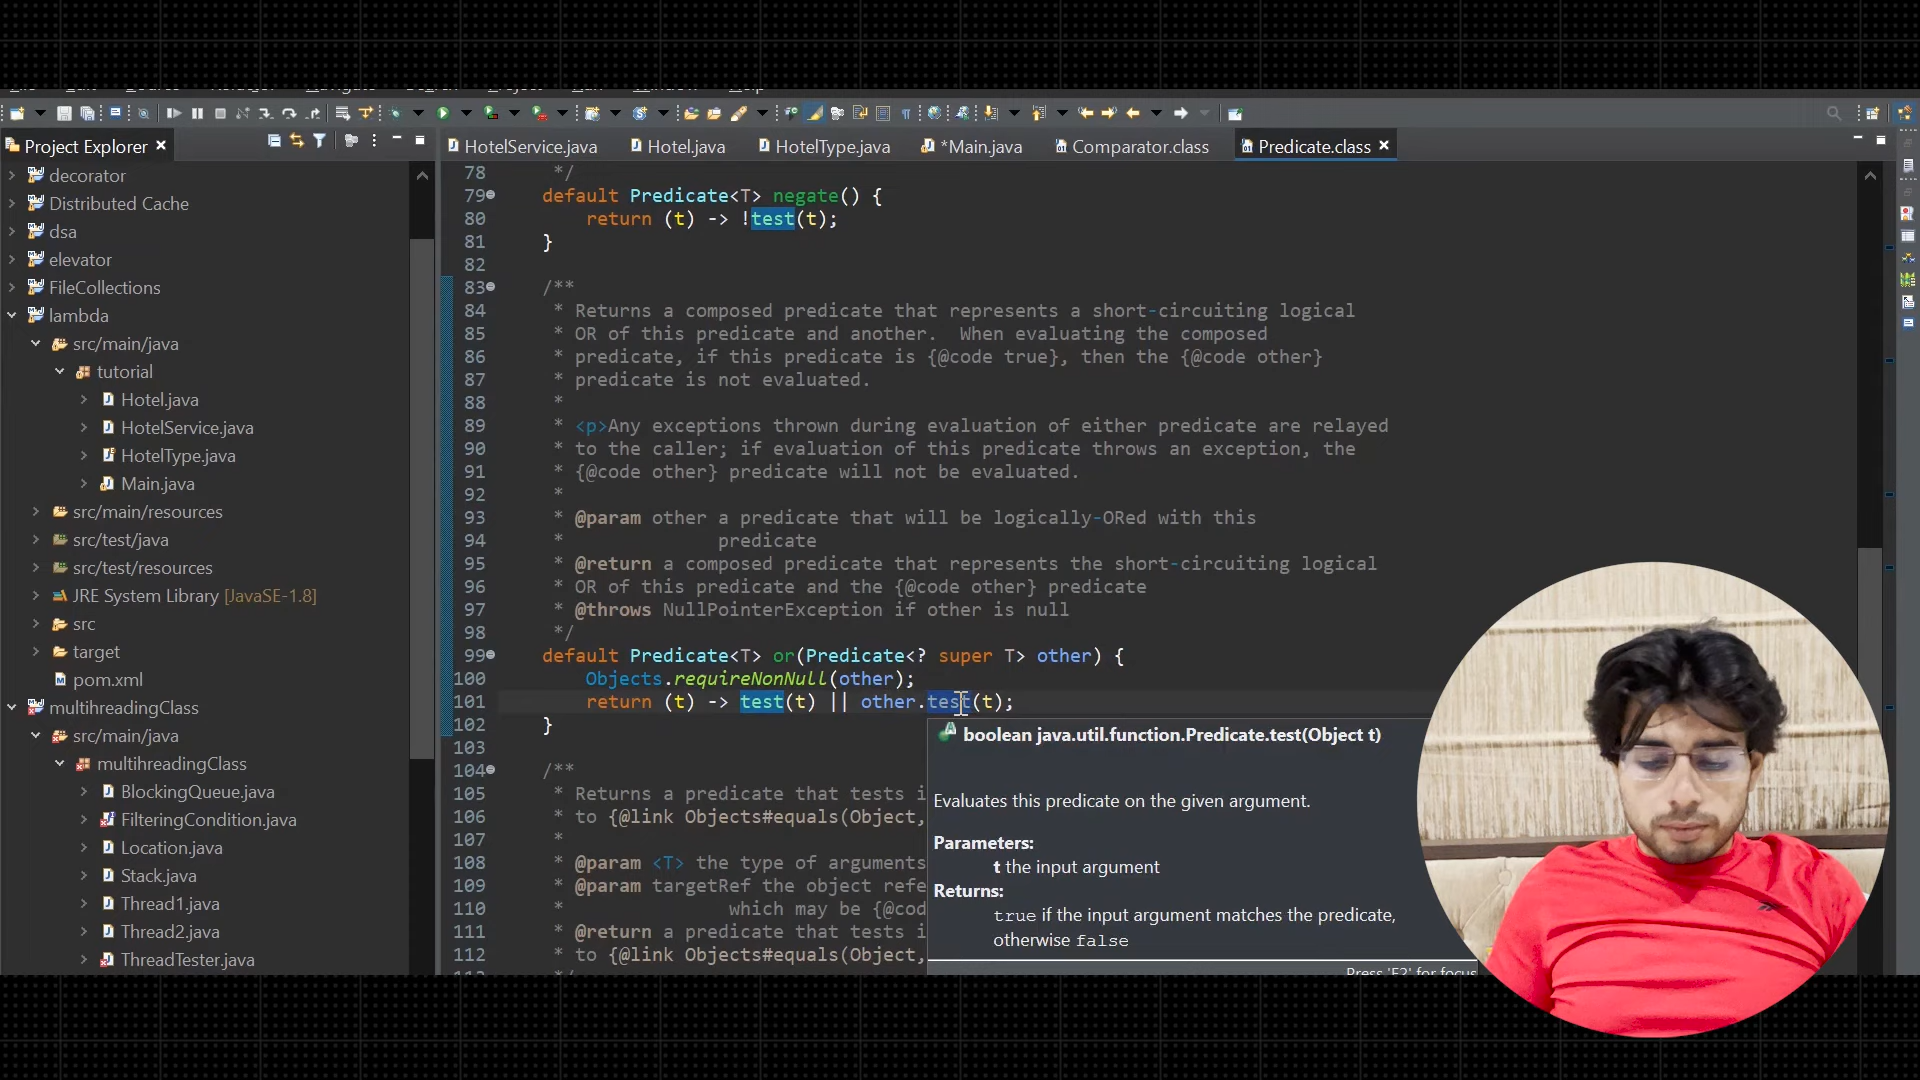 Project Explorer
HotelService.java
Hotel.java
HotelType.java
*Main.java
Comparator.class
Predicate.class
decorator
Distributed Cache
dsa
elevator
FileCollections
lambda
src/main/java
tutorial
Hotel.java
HotelService.java
HotelType.java
Main.java
src/main/resources
src/test/java
src/test/resources
JRE System Library [JavaSE-1.8]
src
target
pom.xml
multihreadingClass
src/main/java
multihreadingClass
BlockingQueue.java
FilteringCondition.java
Location.java
Stack.java
Thread1.java
Thread2.java
ThreadTester.java
78 */
79 default Predicate<T> negate() {
80 return (t) -> !test(t);
81 }
82
83 /**
84 * Returns a composed predicate that represents a short-circuiting logical
85 * OR of this predicate and another.  When evaluating the composed
86 * predicate, if this predicate is {@code true}, then the {@code other}
87 * predicate is not evaluated.
88 *
89 * <p>Any exceptions thrown during evaluation of either predicate are relayed
90 * to the caller; if evaluation of this predicate throws an exception, the
91 * {@code other} predicate will not be evaluated.
92 *
93 * @param other a predicate that will be logically-ORed with this
94 * predicate
95 * @return a composed predicate that represents the short-circuiting logical
96 * OR of this predicate and the {@code other} predicate
97 * @throws NullPointerException if other is null
98 */
99 default Predicate<T> or(Predicate<? super T> other) {
100 Objects.requireNonNull(other);
101 return (t) -> test(t) || other.test(t);
102 }
103
104 /**
105 * Returns a predicate that tests i
106 * to {@link Objects#equals(Object,
107 *
108 * @param <T> the type of arguments
109 * @param targetRef the object refe
110 * which may be {@cod
111 * @return a predicate that tests i
112 * to {@link Objects#equals(Object,
boolean java.util.function.Predicate.test(Object t)
Evaluates this predicate on the given argument.
Parameters:
t the input argument
Returns:
true if the input argument matches the predicate,
otherwise false
Press 'F2' for focus